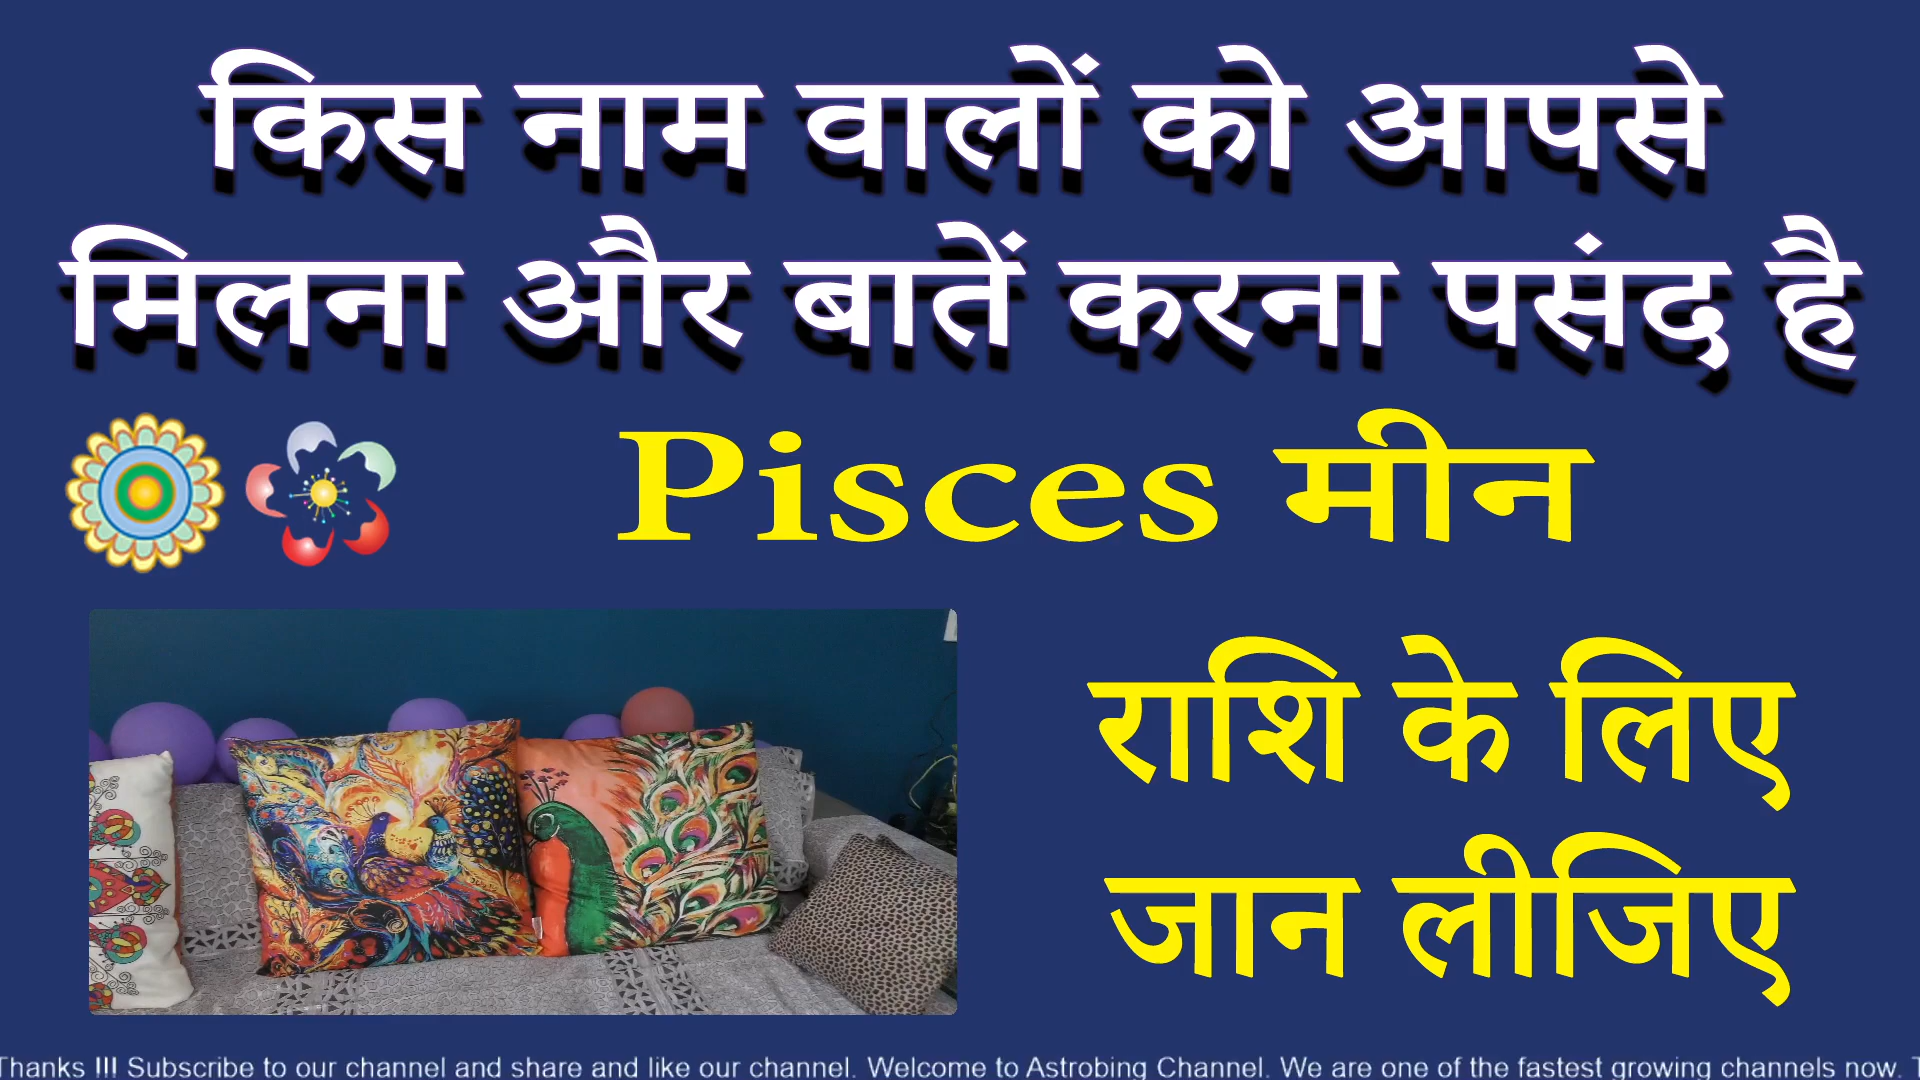 किस नाम वालों को आपसे
मिलना और बातें करना पसंद है
Pisces मीन
राशि के लिए
जान लीजिए
Thanks !!! Subscribe to our channel and share and like our channel. Welcome to Astrobing Channel. We are one of the fastest growing channels now.